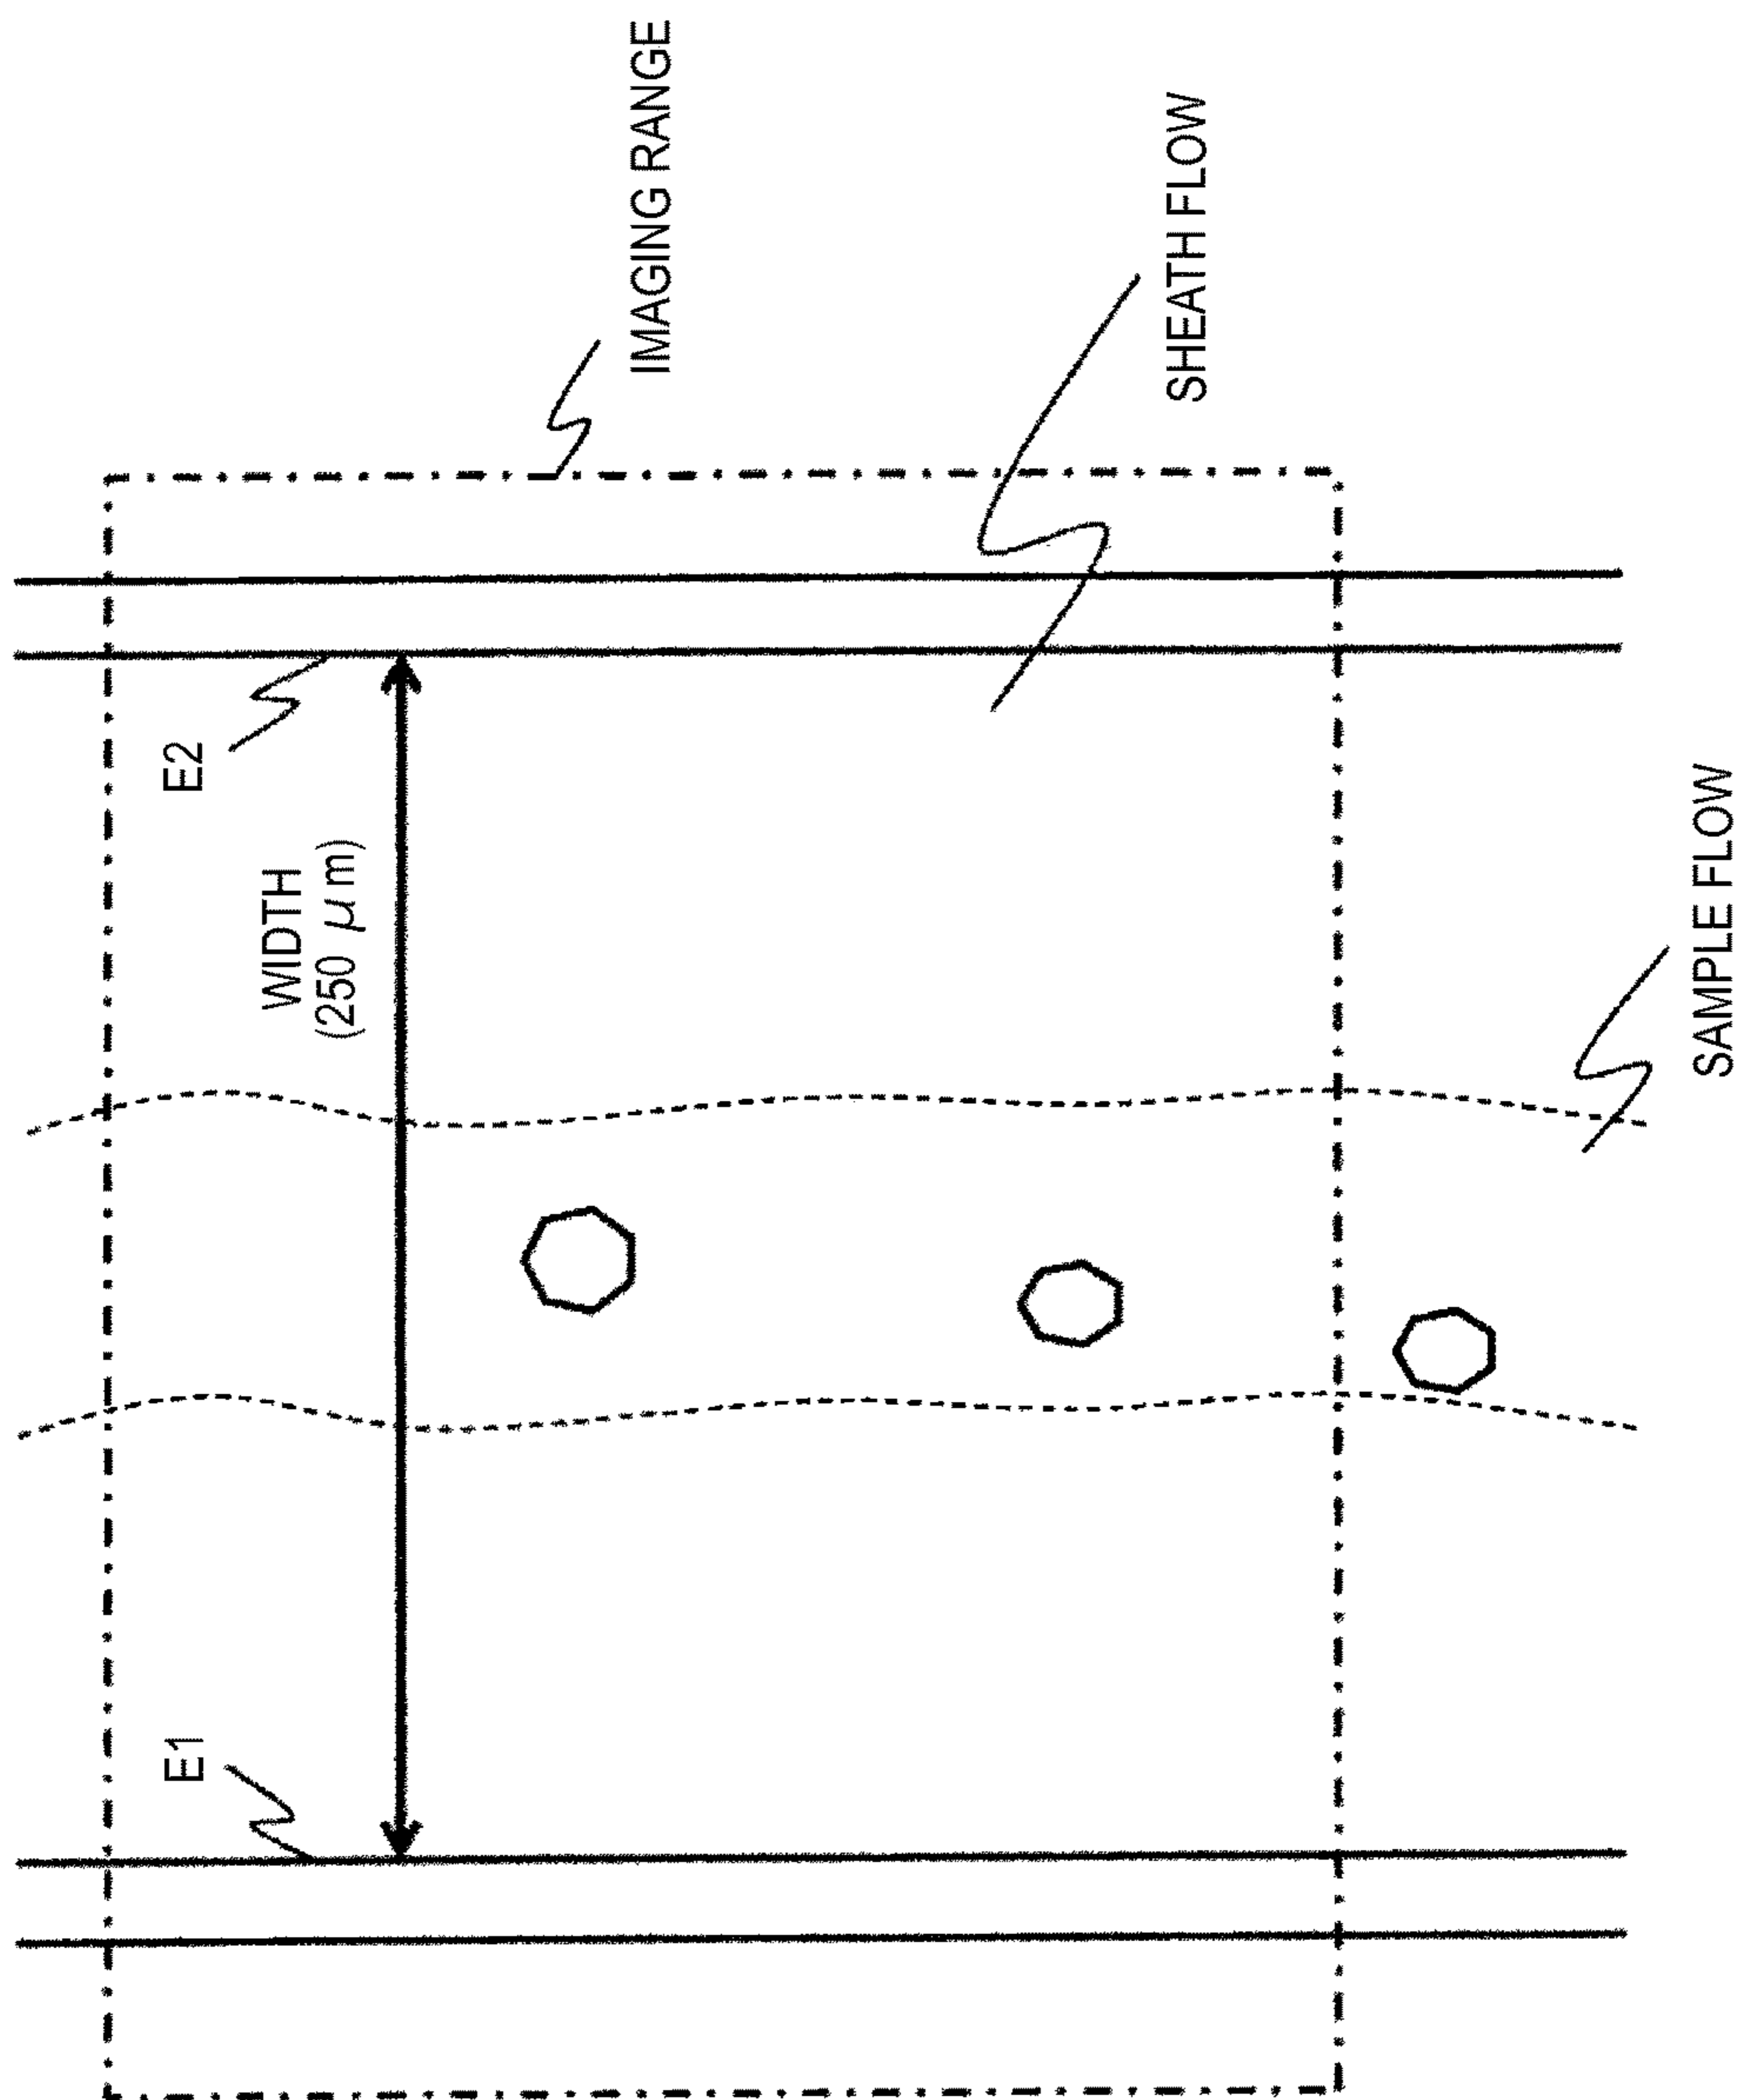 IMAGING RANGE
SHEATH FLOW
E2
WIDTH
(250 μm)
SAMPLE FLOW
E1